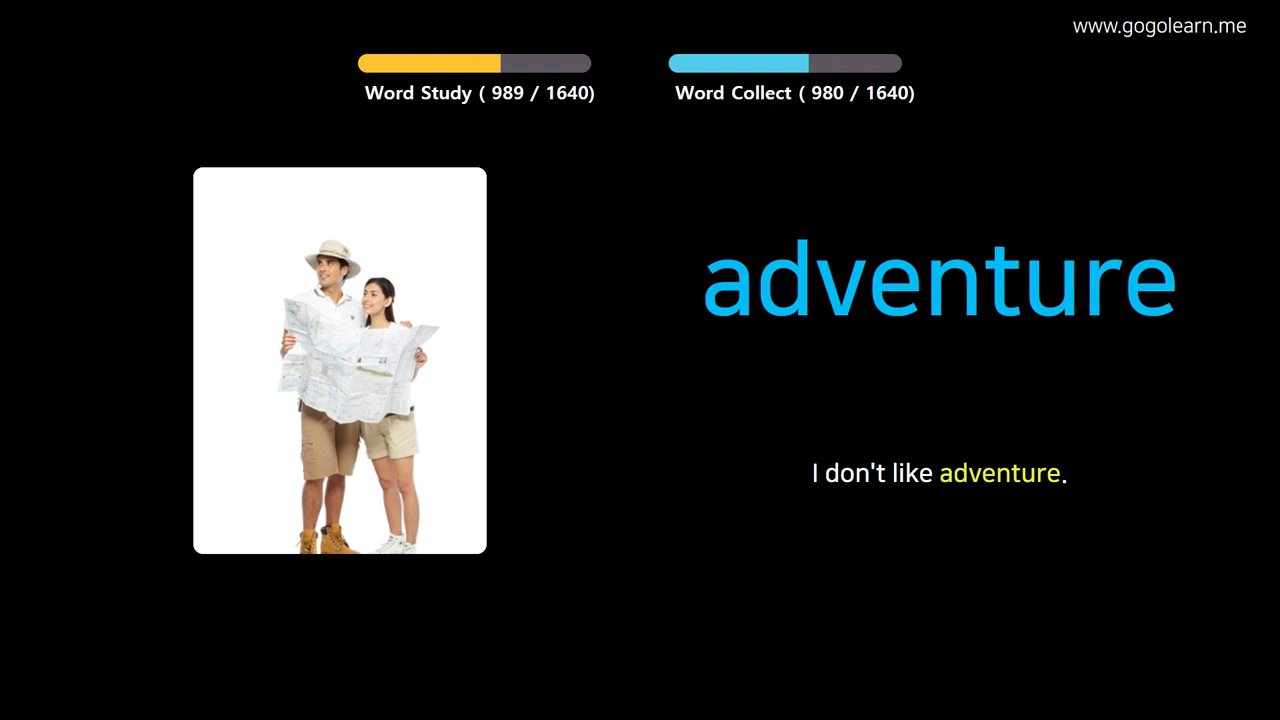 www.gogolearn.me
Word Study ( 989 / 1640)
Word Collect ( 980 / 1640)
adventure
I don't like adventure.